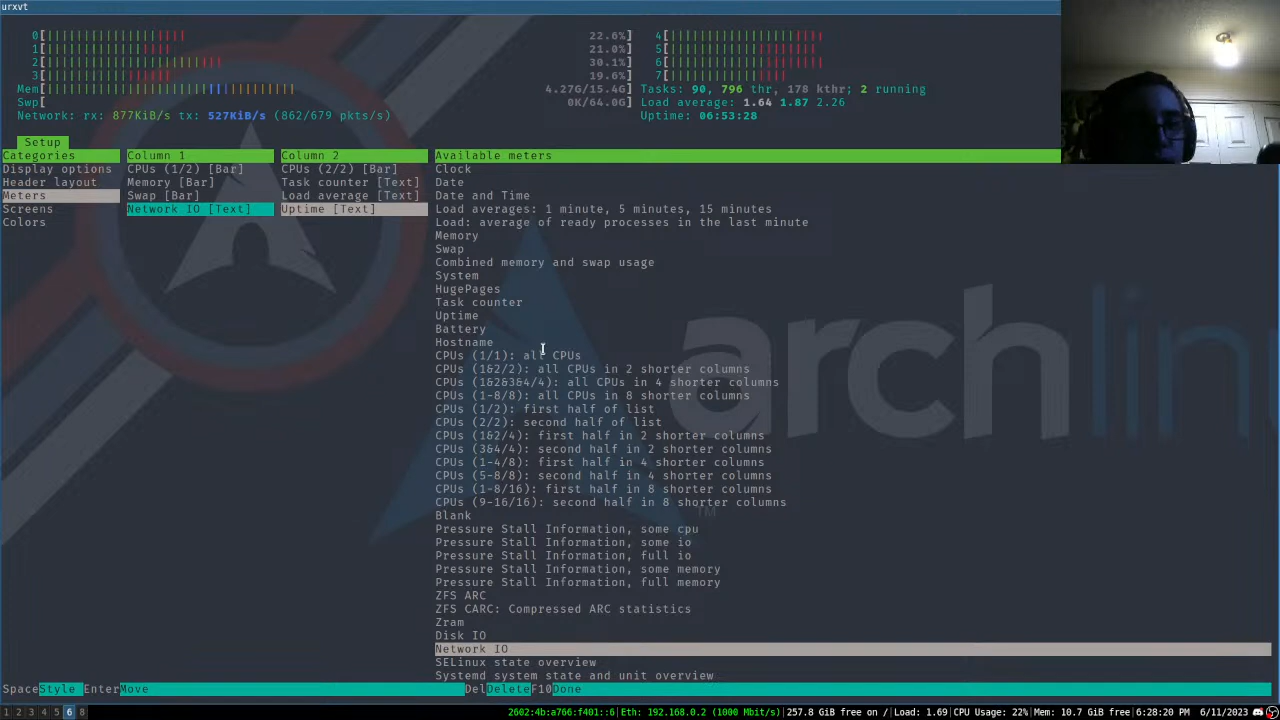 urxvt
0[|||||||||||||||||||||||| 22.6%] 4[||||||||||||||||||||||||||
1[|||||||||||||||||||||| 21.0%] 5[|||||||||||||||||||||||||
2[||||||||||||||||||||||||||||| 30.1%] 6[|||||||||||||||||||||||||
3[|||||||||||||||||||||| 19.6%] 7[|||||||||||||||||||||
Mem[||||||||||||||||||||||||||||||||||||||| 4.27G/15.4G] Tasks: 90, 796 thr, 178 kthr; 2 running
Swp[ 0K/64.0G] Load average: 1.64 1.87 2.26
Network: rx: 877KiB/s tx: 527KiB/s (862/679 pkts/s) Uptime: 06:53:28
Setup
Categories Column 1 Column 2 Available meters
Display options CPUs (1/2) [Bar] CPUs (2/2) [Bar] Clock
Header layout Memory [Bar] Task counter [Text] Date
Meters Swap [Bar] Load average [Text] Date and Time
Screens Network IO [Text] Uptime [Text] Load averages: 1 minute, 5 minutes, 15 minutes
Colors Load: average of ready processes in the last minute
Memory
Swap
Combined memory and swap usage
System
HugePages
Task counter
Uptime
Battery
Hostname
CPUs (1/1): all CPUs
CPUs (1&2/2): all CPUs in 2 shorter columns
CPUs (1&2&3&4/4): all CPUs in 4 shorter columns
CPUs (1-8/8): all CPUs in 8 shorter columns
CPUs (1/2): first half of list
CPUs (2/2): second half of list
CPUs (1&2/4): first half in 2 shorter columns
CPUs (3&4/4): second half in 2 shorter columns
CPUs (1-4/8): first half in 4 shorter columns
CPUs (5-8/8): second half in 4 shorter columns
CPUs (1-8/16): first half in 8 shorter columns
CPUs (9-16/16): second half in 8 shorter columns
Blank
Pressure Stall Information, some cpu
Pressure Stall Information, some io
Pressure Stall Information, full io
Pressure Stall Information, some memory
Pressure Stall Information, full memory
ZFS ARC
ZFS CARC: Compressed ARC statistics
Zram
Disk IO
Network IO
SELinux state overview
Systemd system state and unit overview
archlin
TM
SpaceStyle EnterMove DelDeleteF10Done
1 2 3 4 5 6 8 2602:4b:a766:f401::6| Eth: 192.168.0.2 (1000 Mbit/s)| 257.8 GiB free on /| Load: 1.69| CPU Usage: 22%| Mem: 10.7 GiB free| 6/11/2023 6:28:20 PM